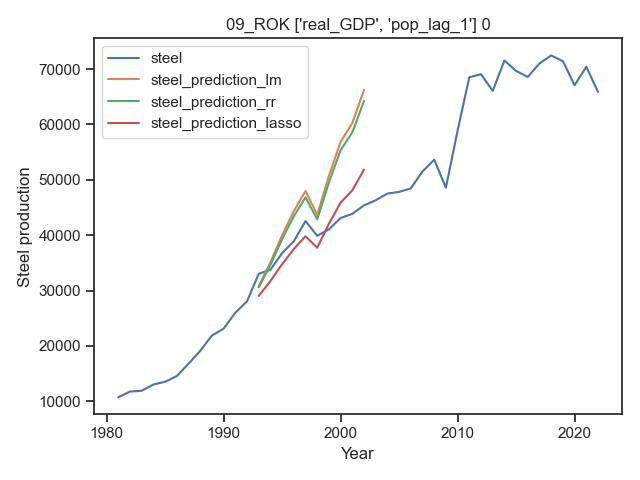 09_ROK ['real_GDP', 'pop_lag_1'] 0
steel
steel_prediction_lm
steel_prediction_rr
steel_prediction_lasso
Steel production
70000
60000
50000
40000
30000
20000
10000
1980 1990 2000 2010 2020
Year